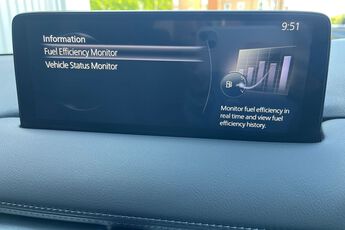 9:51
Information
Fuel Efficiency Monitor
Vehicle Status Monitor
Monitor fuel efficiency in
real time and view fuel
efficiency history.